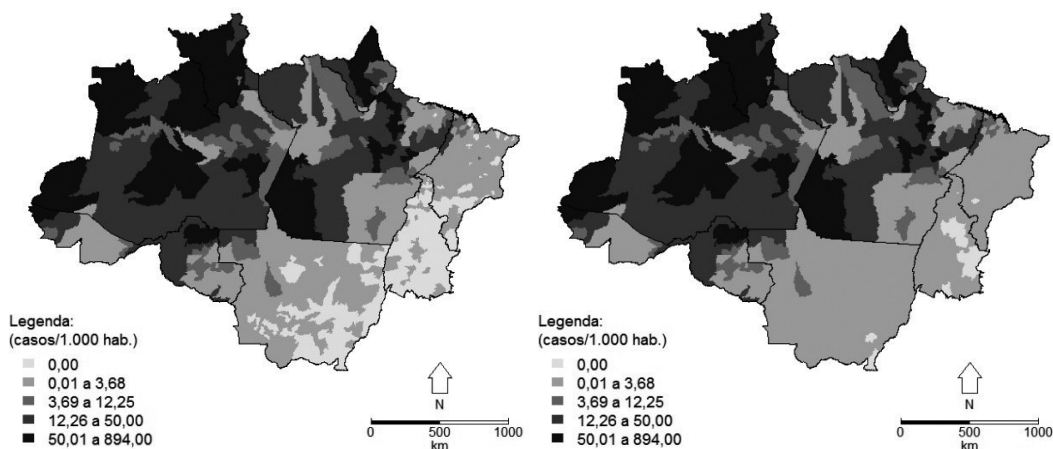 Legenda:
(casos/1.000 hab.)
0,00
0,01 a 3,68
3,69 a 12,25
12,26 a 50,00
50,01 a 894,00
N
0 500 1000
km
Legenda:
(casos/1.000 hab.)
0,00
0,01 a 3,68
3,69 a 12,25
12,26 a 50,00
50,01 a 894,00
N
0 500 1000
km